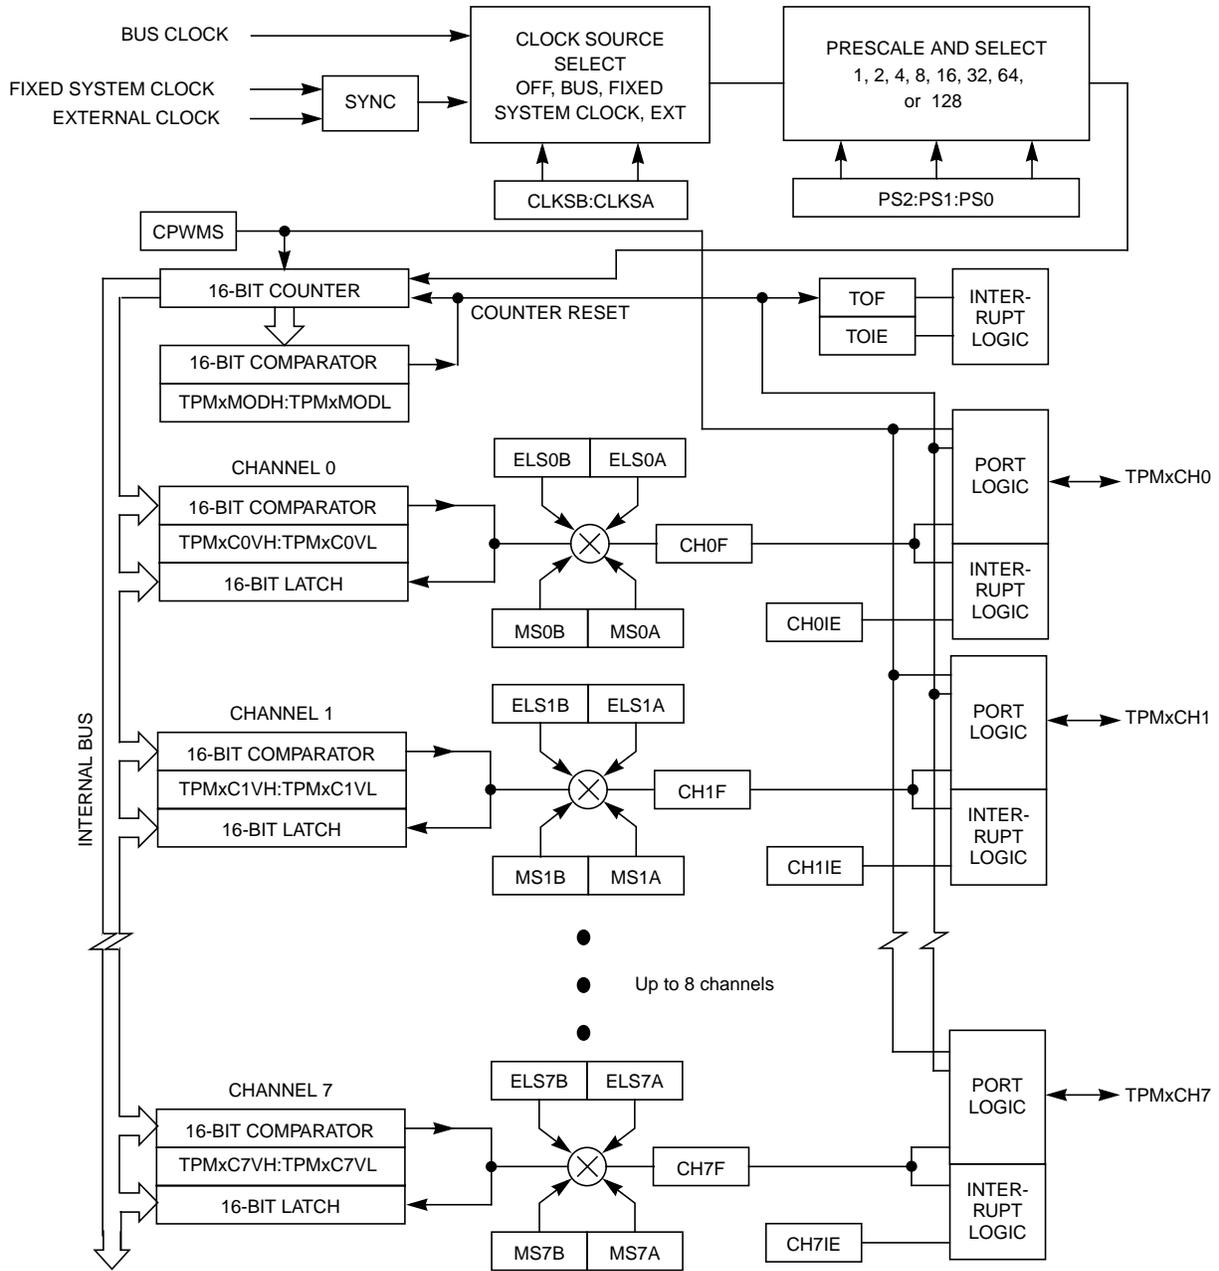 BUS CLOCK
FIXED SYSTEM CLOCK
EXTERNAL CLOCK
SYNC
CLOCK SOURCE
SELECT
OFF, BUS, FIXED
SYSTEM CLOCK, EXT
PRESCALE AND SELECT
1, 2, 4, 8, 16, 32, 64,
or 128
CLKSB:CLKSA
PS2:PS1:PS0
CPWMS
16-BIT COUNTER
COUNTER RESET
TOF
TOIE
INTER-
RUPT
LOGIC
16-BIT COMPARATOR
TPMxMODH:TPMxMODL
CHANNEL 0
16-BIT COMPARATOR
TPMxC0VH:TPMxC0VL
16-BIT LATCH
ELS0B
ELS0A
MS0B
MS0A
CH0F
CH0IE
PORT
LOGIC
INTER-
RUPT
LOGIC
TPMxCH0
INTERNAL BUS
CHANNEL 1
16-BIT COMPARATOR
TPMxC1VH:TPMxC1VL
16-BIT LATCH
ELS1B
ELS1A
MS1B
MS1A
CH1F
CH1IE
PORT
LOGIC
INTER-
RUPT
LOGIC
TPMxCH1
Up to 8 channels
CHANNEL 7
16-BIT COMPARATOR
TPMxC7VH:TPMxC7VL
16-BIT LATCH
ELS7B
ELS7A
MS7B
MS7A
CH7F
CH7IE
PORT
LOGIC
INTER-
RUPT
LOGIC
TPMxCH7